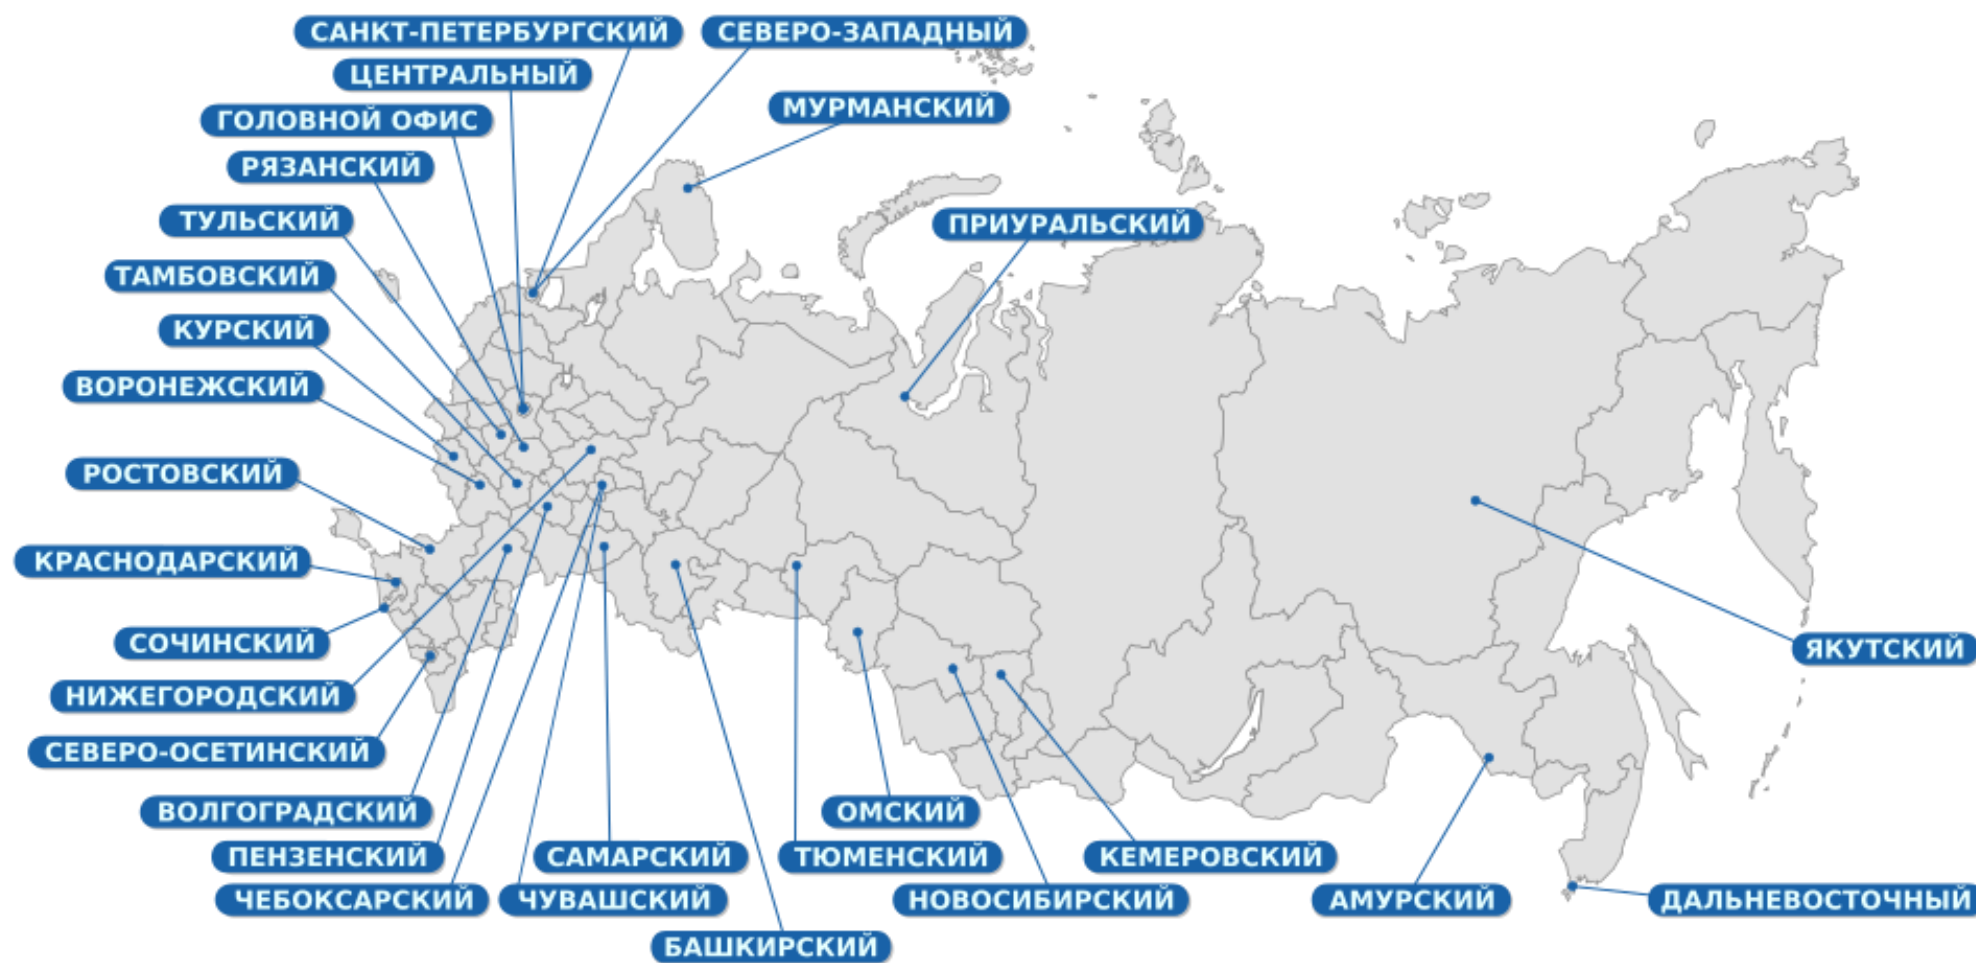 САНКТ-ПЕТЕРБУРГСКИЙ
СЕВЕРО-ЗАПАДНЫЙ
ЦЕНТРАЛЬНЫЙ
МУРМАНСКИЙ
ГОЛОВНОЙ ОФИС
РЯЗАНСКИЙ
ТУЛЬСКИЙ
ПРИУРАЛЬСКИЙ
ТАМБОВСКИЙ
КУРСКИЙ
ВОРОНЕЖСКИЙ
РОСТОВСКИЙ
КРАСНОДАРСКИЙ
СОЧИНСКИЙ
ЯКУТСКИЙ
НИЖЕГОРОДСКИЙ
СЕВЕРО-ОСЕТИНСКИЙ
ВОЛГОГРАДСКИЙ
ОМСКИЙ
ПЕНЗЕНСКИЙ
САМАРСКИЙ
ТЮМЕНСКИЙ
КЕМЕРОВСКИЙ
ЧЕБОКСАРСКИЙ
ЧУВАШСКИЙ
НОВОСИБИРСКИЙ
АМУРСКИЙ
ДАЛЬНЕВОСТОЧНЫЙ
БАШКИРСКИЙ